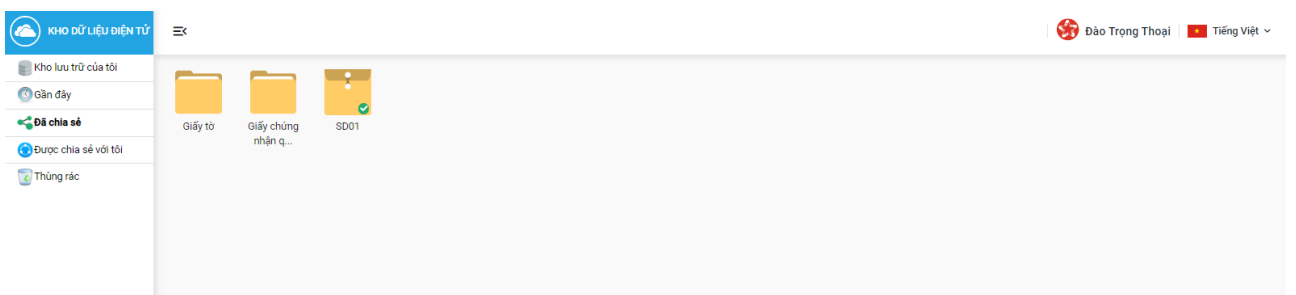 KHO DỮ LIỆU ĐIỆN TỬ
Đào Trọng Thoại
Tiếng Việt
Kho lưu trữ của tôi
Gần đây
Đã chia sẻ
Được chia sẻ với tôi
Thùng rác
Giấy tờ
Giấy chứng
nhận q...
SD01